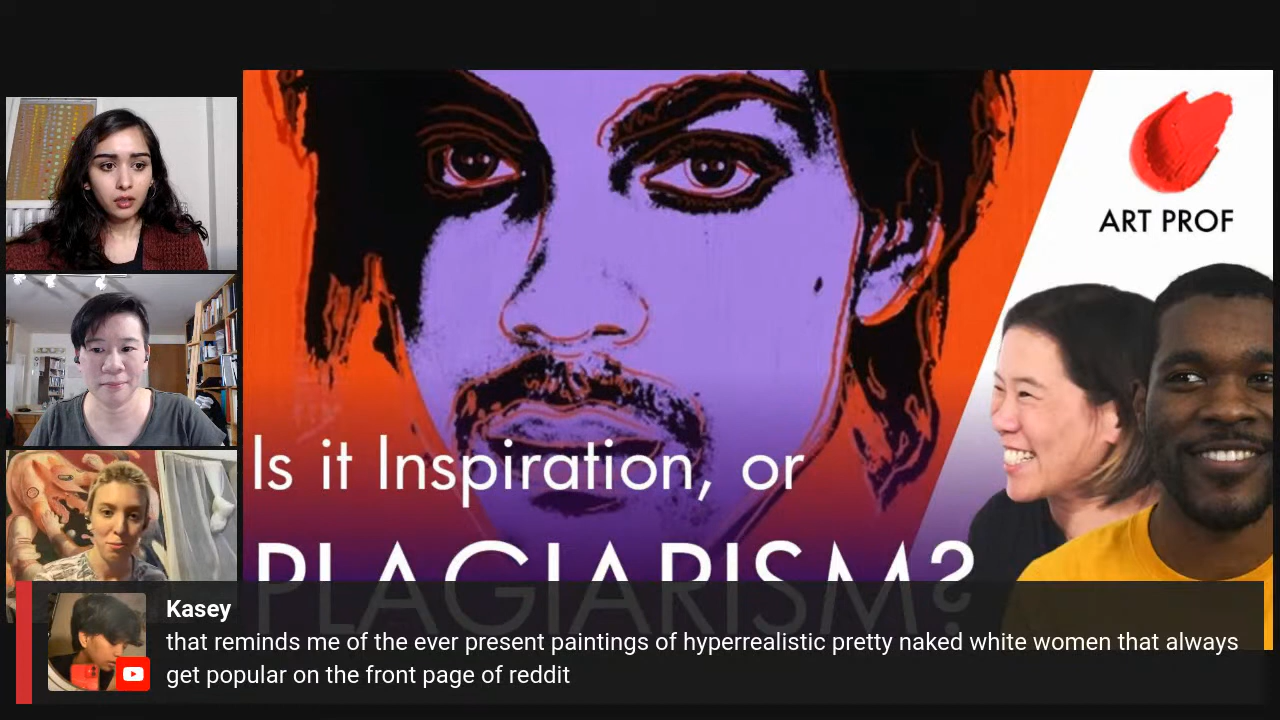 ART PROF
Is it Inspiration, or
PLAGIARISM?
Kasey
that reminds me of the ever present paintings of hyperrealistic pretty naked white women that always
get popular on the front page of reddit